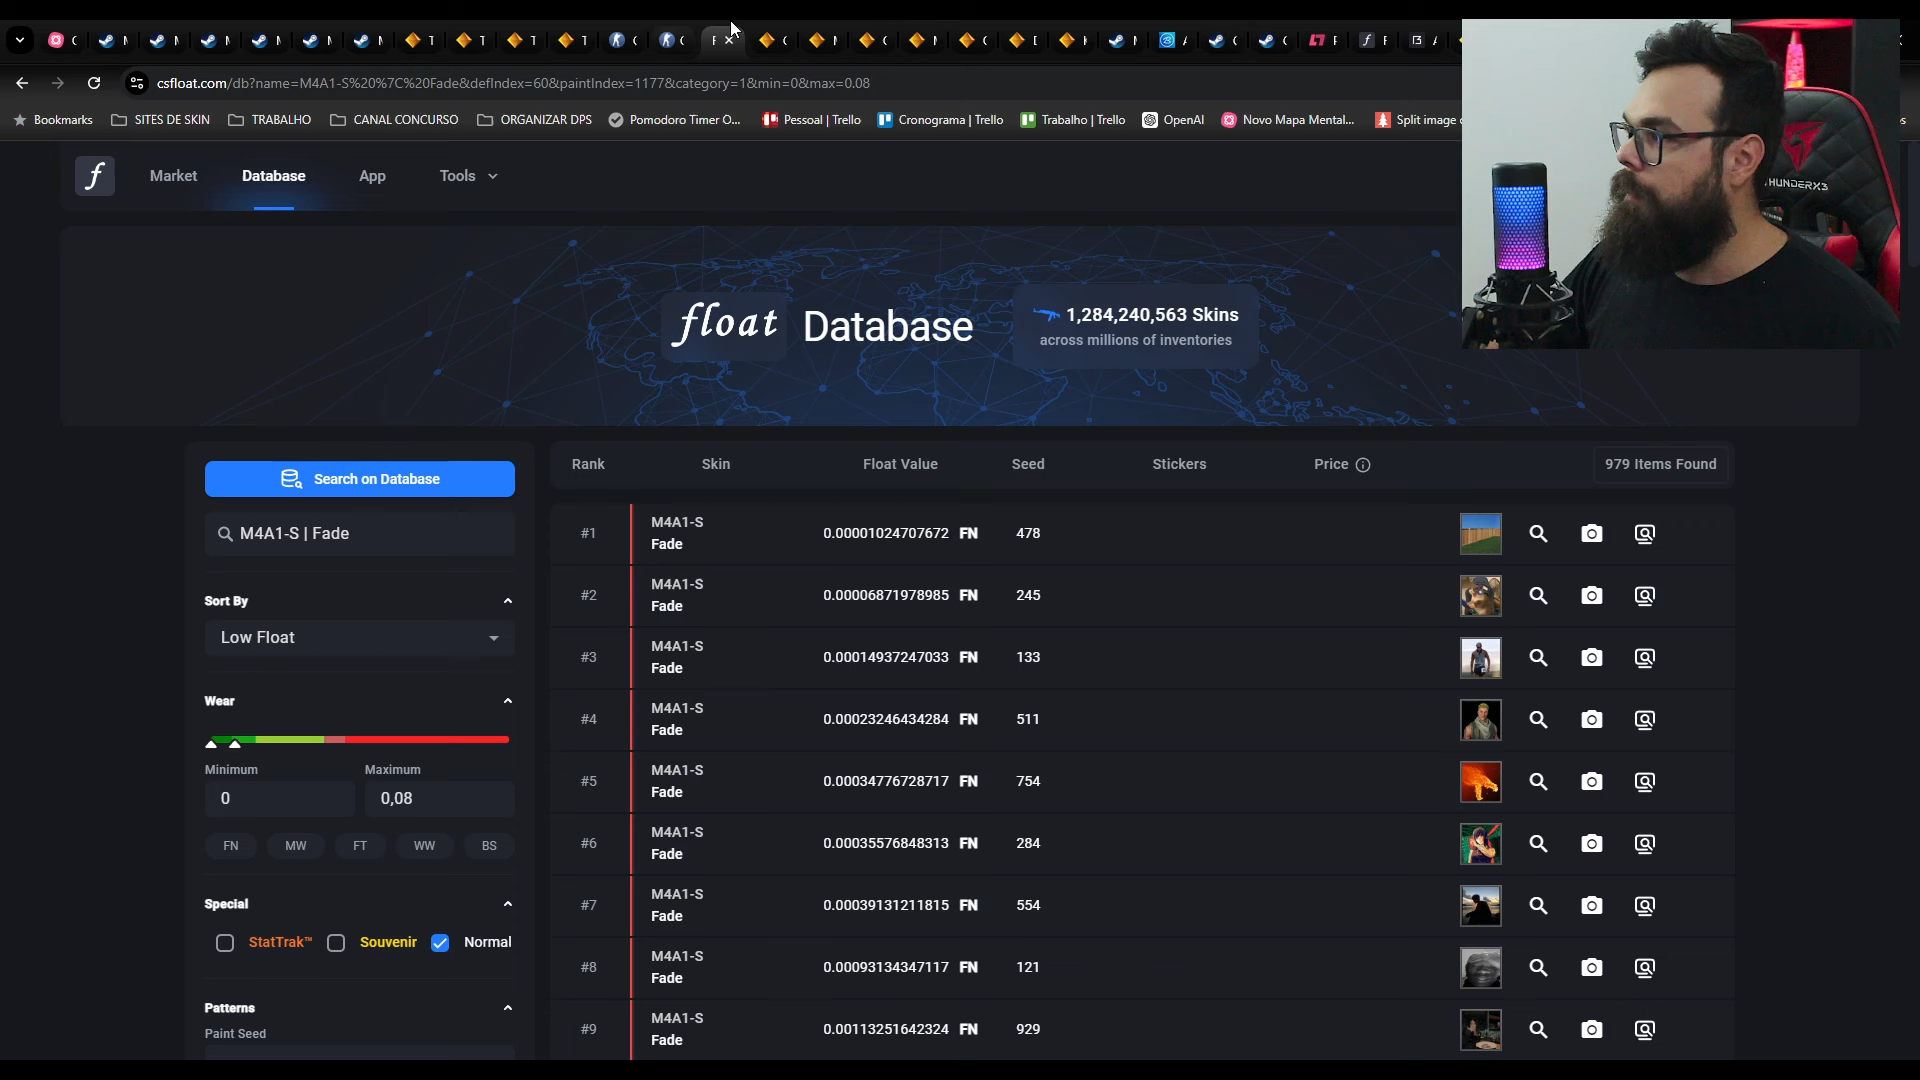 csfloat.com/db?name=M4A1-S%20%7C%20Fade&defIndex=60&paintIndex=1177&category=1&min=0&max=0.08
Bookmarks SITES DE SKIN TRABALHO CANAL CONCURSO ORGANIZAR DPS Pomodoro Timer O... Pessoal | Trello Cronograma | Trello Trabalho | Trello OpenAI Novo Mapa Mental... Split image
f Market Database App Tools
THUNDERX3
float Database
1,284,240,563 Skins
across millions of inventories
Search on Database
M4A1-S | Fade
Sort By
Low Float
Wear
Minimum Maximum
0 0,08
FN MW FT WW BS
Special
StatTrak™ Souvenir Normal
Patterns
Paint Seed
Rank Skin Float Value Seed Stickers Price 979 Items Found
#1 M4A1-S Fade 0.00001024707672 FN 478
#2 M4A1-S Fade 0.00006871978985 FN 245
#3 M4A1-S Fade 0.00014937247033 FN 133
#4 M4A1-S Fade 0.00023246434284 FN 511
#5 M4A1-S Fade 0.00034776728717 FN 754
#6 M4A1-S Fade 0.00035576848313 FN 284
#7 M4A1-S Fade 0.00039131211815 FN 554
#8 M4A1-S Fade 0.00093134347117 FN 121
#9 M4A1-S Fade 0.00113251642324 FN 929